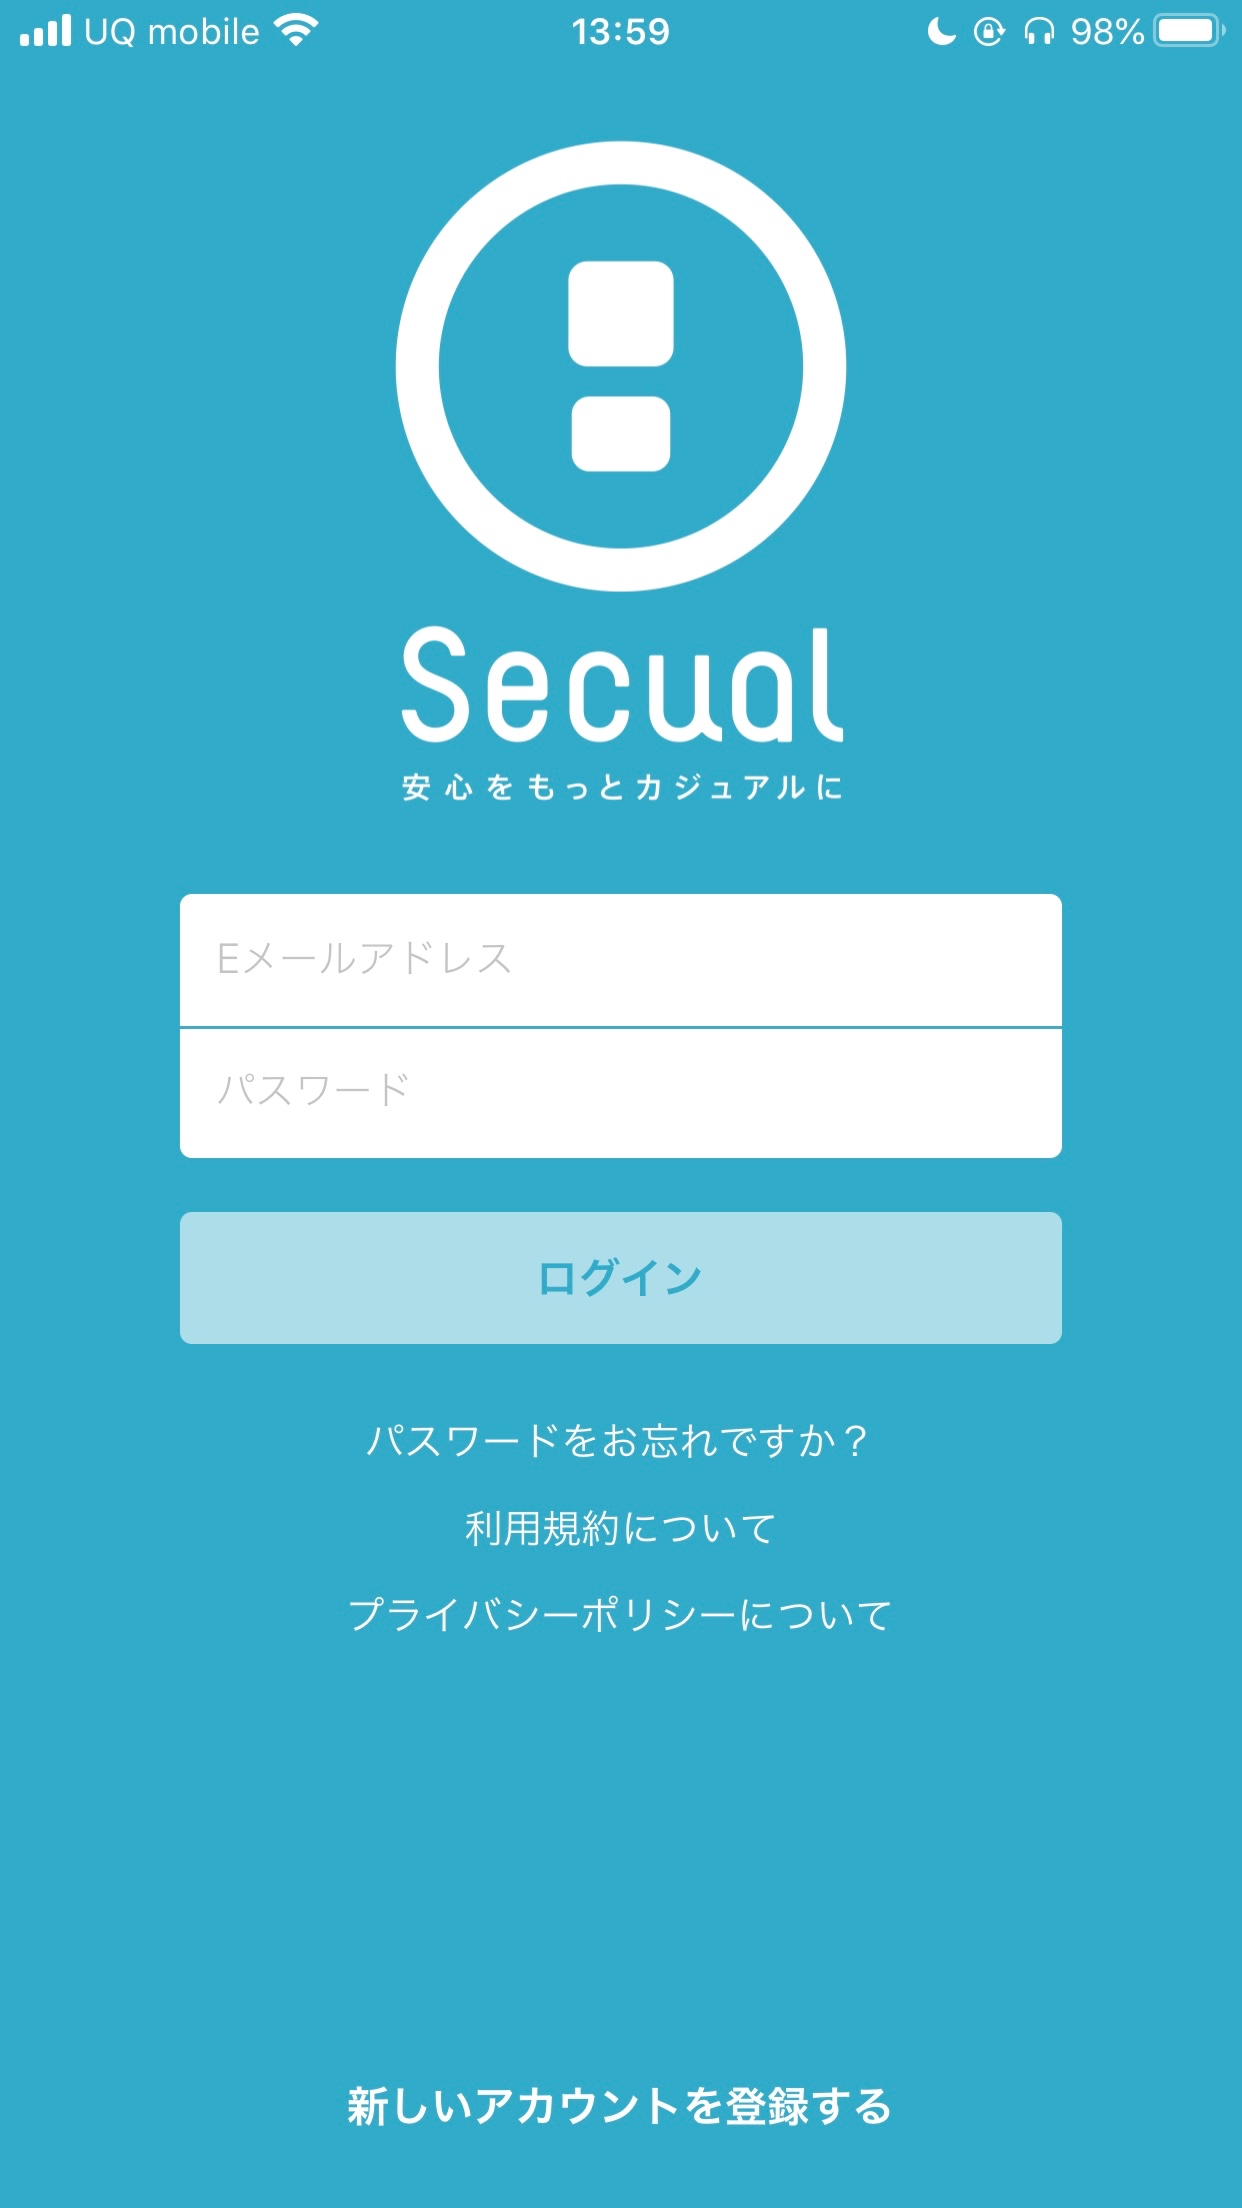 UQ mobile 13:59 98%
Secual
安心をもっとカジュアルに
Eメールアドレス
パスワード
ログイン
パスワードをお忘れですか？
利用規約について
プライバシーポリシーについて
新しいアカウントを登録する